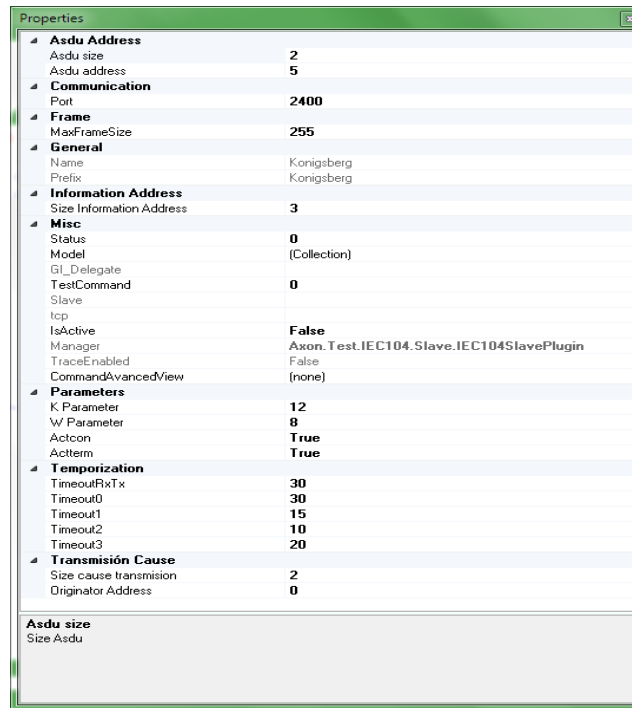 Properties
Asdu Address
Asdu size 2
Asdu address 5
Communication
Port 2400
Frame
MaxFrameSize 255
General
Name Konigsberg
Prefix Konigsberg
Information Address
Size Information Address 3
Misc
Status 0
Model (Collection)
GI_Delegate
TestCommand 0
Slave
tcp
IsActive False
Manager Axon.Test.IEC104.Slave.IEC104SlavePlugin
TraceEnabled False
CommandAvancedView (none)
Parameters
K Parameter 12
W Parameter 8
Actcon True
Actterm True
Temporization
TimeoutRxTx 30
Timeout0 30
Timeout1 15
Timeout2 10
Timeout3 20
Transmisión Cause
Size cause transmision 2
Originator Address 0
Asdu size
Size Asdu